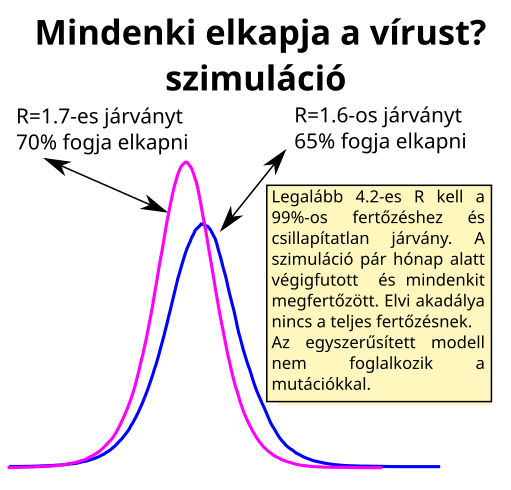 Mindenki elkapja a vírust?
szimuláció
R=1.7-es járványt
70% fogja elkapni
R=1.6-os járványt
65% fogja elkapni
Legalább 4.2-es R kell a
99%-os fertőzéshez és
csillapítatlan járvány. A
szimuláció pár hónap alatt
végigfutott és mindenkit
megfertőzött. Elvi akadálya
nincs a teljes fertőzésnek.
Az egyszerűsített modell
nem foglalkozik a
mutációkkal.